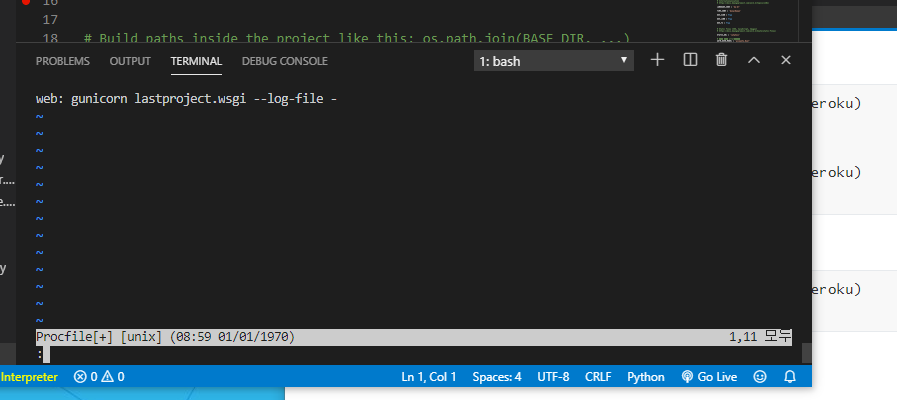 16
17
18 # Build paths inside the project like this: os.path.join(BASE_DIR, ...)
PROBLEMS OUTPUT TERMINAL DEBUG CONSOLE 1: bash
web: gunicorn lastproject.wsgi --log-file -
~
~
~
~
~
~
~
~
~
~
~
~
~
Procfile[+] [unix] (08:59 01/01/1970) 1,11 모두
:
Interpreter 0 0 Ln 1, Col 1 Spaces: 4 UTF-8 CRLF Python Go Live
eroku)
eroku)
eroku)
y
r....
e....
y